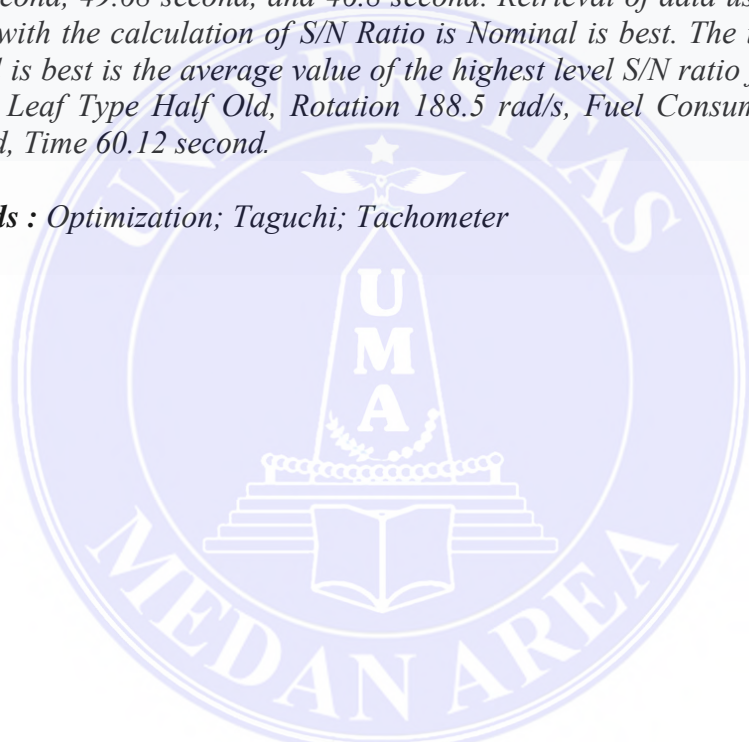 second, 49.08 second, and 40.8 second. Retrieval of data us
with the calculation of S/N Ratio is Nominal is best. The
l is best is the average value of the highest level S/N ratio
Leaf Type Half Old, Rotation 188.5 rad/s, Fuel Consum
d, Time 60.12 second.
ds : Optimization; Taguchi; Tachometer
UNIVERSITAS
UMA
MEDAN AREA